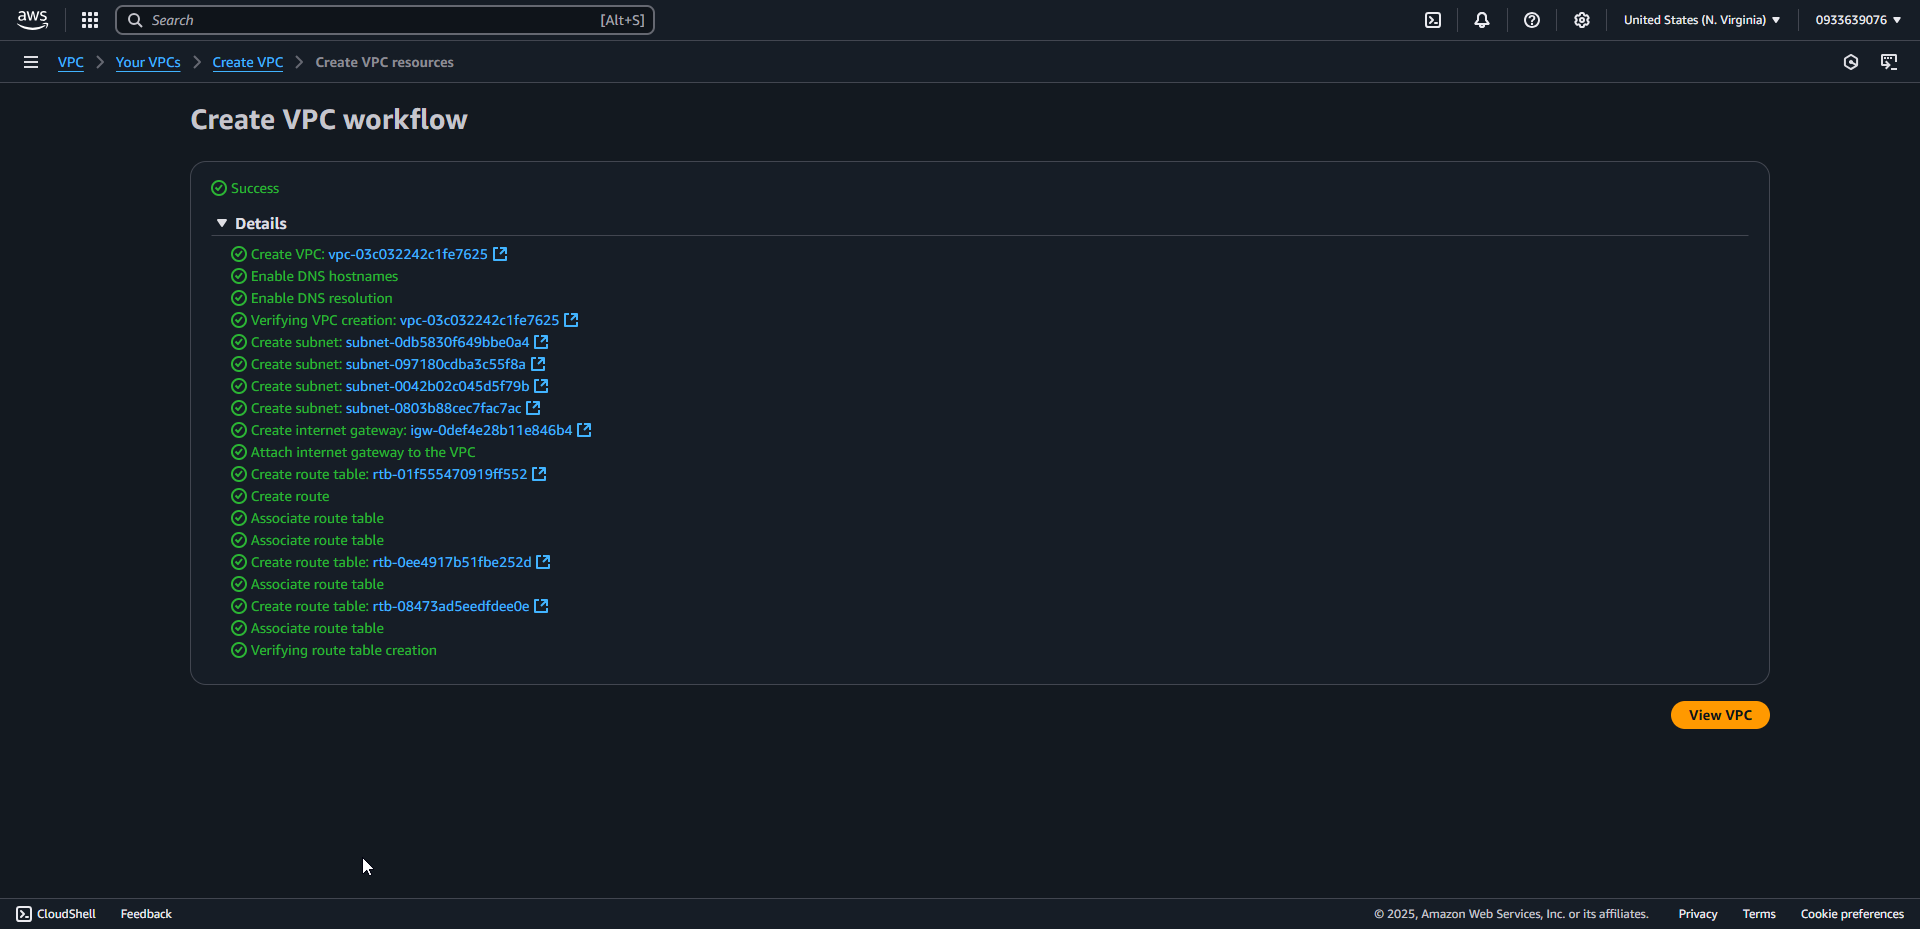 aws
Search [Alt+S]
United States (N. Virginia)
0933639076
VPC
Your VPCs
Create VPC
Create VPC resources
Create VPC workflow
Success
Details
Create VPC: vpc-03c032242c1fe7625
Enable DNS hostnames
Enable DNS resolution
Verifying VPC creation: vpc-03c032242c1fe7625
Create subnet: subnet-0db5830f649bbe0a4
Create subnet: subnet-097180cdba3c55f8a
Create subnet: subnet-0042b02c045d5f79b
Create subnet: subnet-0803b88cec7fac7ac
Create internet gateway: igw-0def4e28b11e846b4
Attach internet gateway to the VPC
Create route table: rtb-01f555470919ff552
Create route
Associate route table
Associate route table
Create route table: rtb-0ee4917b51fbe252d
Associate route table
Create route table: rtb-08473ad5eedfdee0e
Associate route table
Verifying route table creation
View VPC
CloudShell
Feedback
© 2025, Amazon Web Services, Inc. or its affiliates.
Privacy
Terms
Cookie preferences